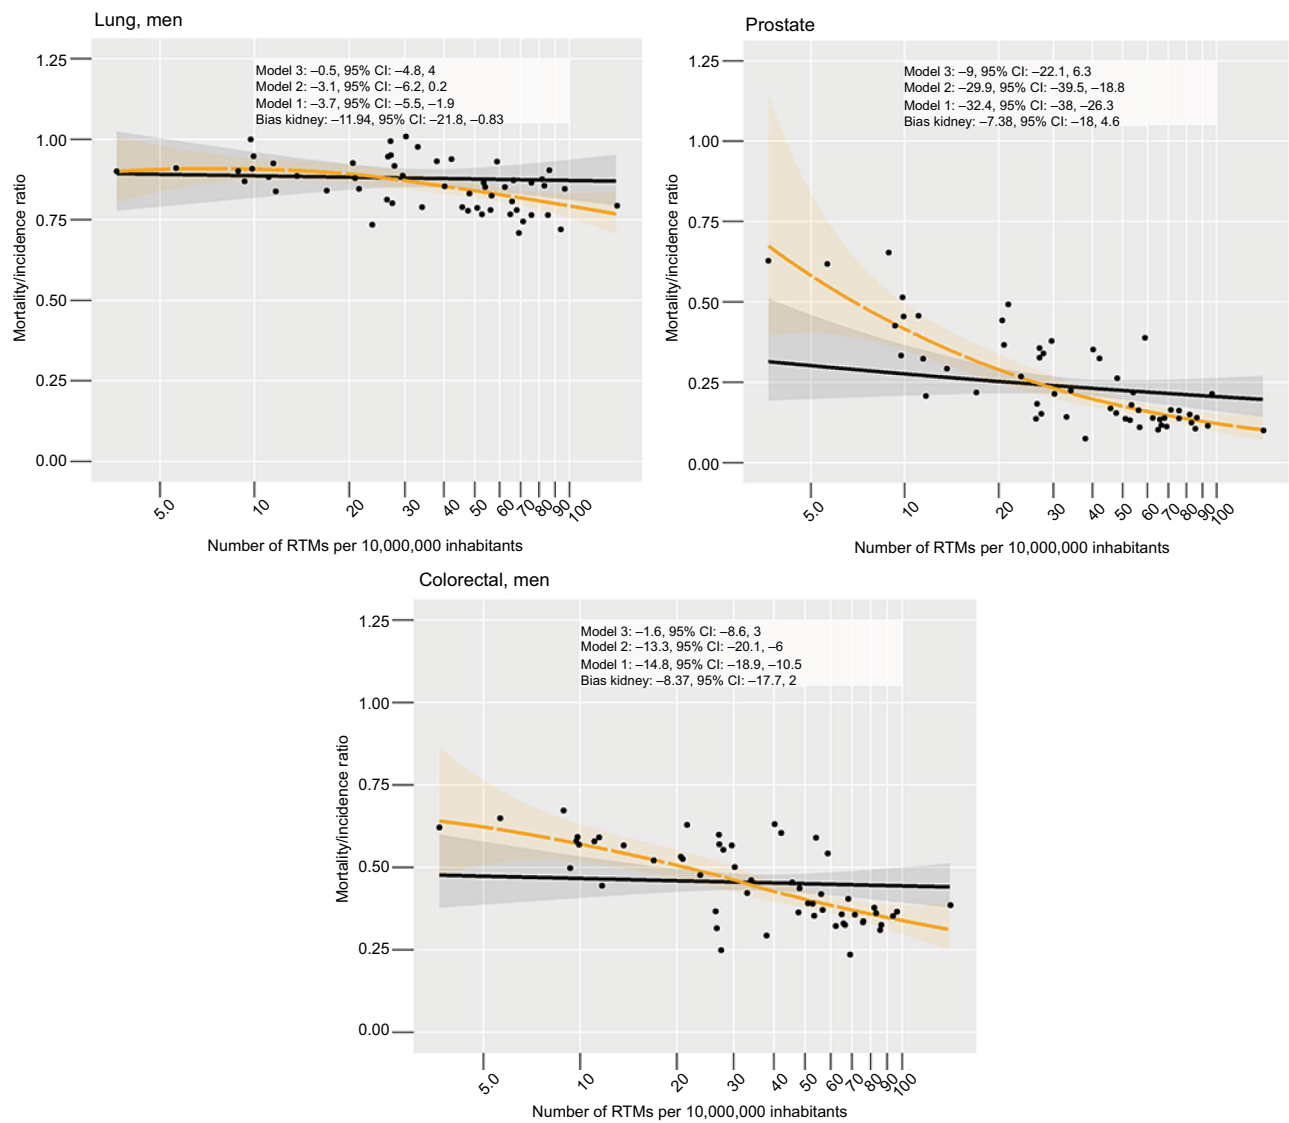 Lung, men
1.25
1.00
0.75
0.50
0.25
0.00
Mortality/incidence ratio
Model 3: –0.5, 95% CI: –4.8, 4
Model 2: –3.1, 95% CI: –6.2, 0.2
Model 1: –3.7, 95% CI: –5.5, –1.9
Bias kidney: –11.94, 95% CI: –21.8, –0.83
5.0 10 20 30 40 50 60 70 80 90 100
Number of RTMs per 10,000,000 inhabitants
Prostate
1.25
1.00
0.75
0.50
0.25
0.00
Mortality/incidence ratio
Model 3: –9, 95% CI: –22.1, 6.3
Model 2: –29.9, 95% CI: –39.5, –18.8
Model 1: –32.4, 95% CI: –38, –26.3
Bias kidney: –7.38, 95% CI: –18, 4.6
5.0 10 20 30 40 50 60 70 80 90 100
Number of RTMs per 10,000,000 inhabitants
Colorectal, men
1.25
1.00
0.75
0.50
0.25
0.00
Mortality/incidence ratio
Model 3: –1.6, 95% CI: –8.6, 3
Model 2: –13.3, 95% CI: –20.1, –6
Model 1: –14.8, 95% CI: –18.9, –10.5
Bias kidney: –8.37, 95% CI: –17.7, 2
5.0 10 20 30 40 50 60 70 80 90 100
Number of RTMs per 10,000,000 inhabitants